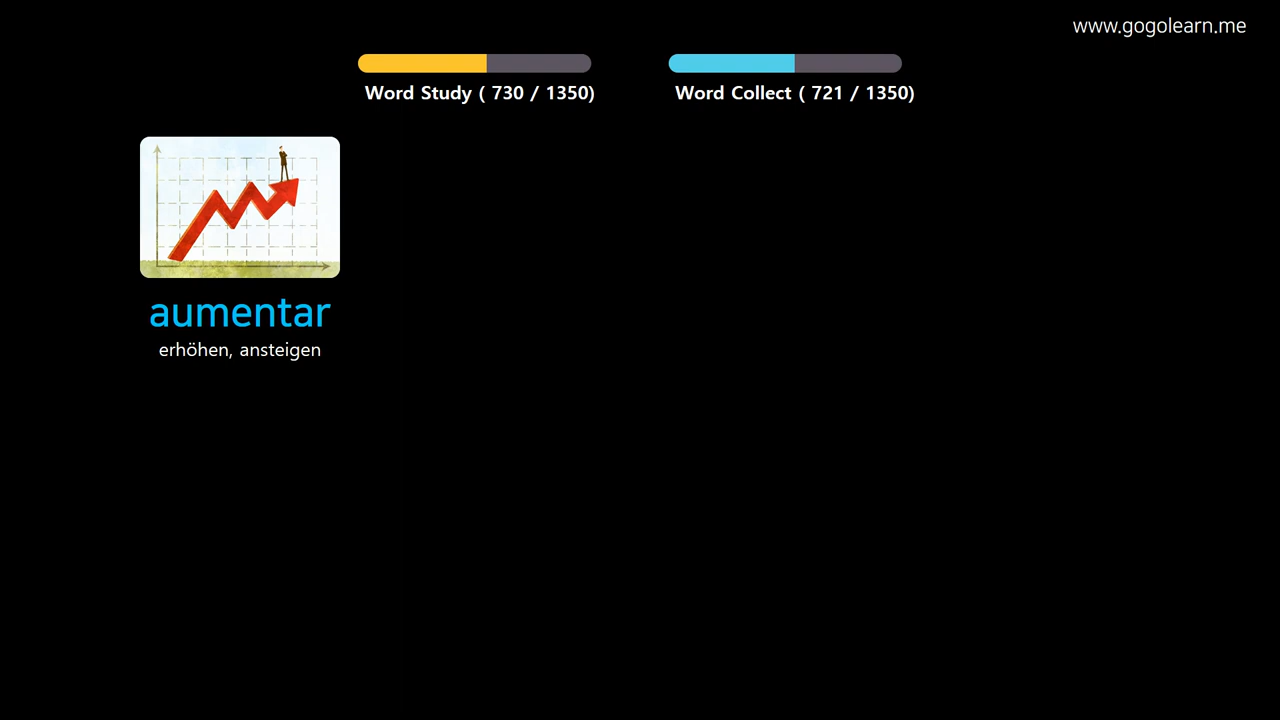 www.gogolearn.me
Word Study ( 730 / 1350)
Word Collect ( 721 / 1350)
aumentar
erhöhen, ansteigen